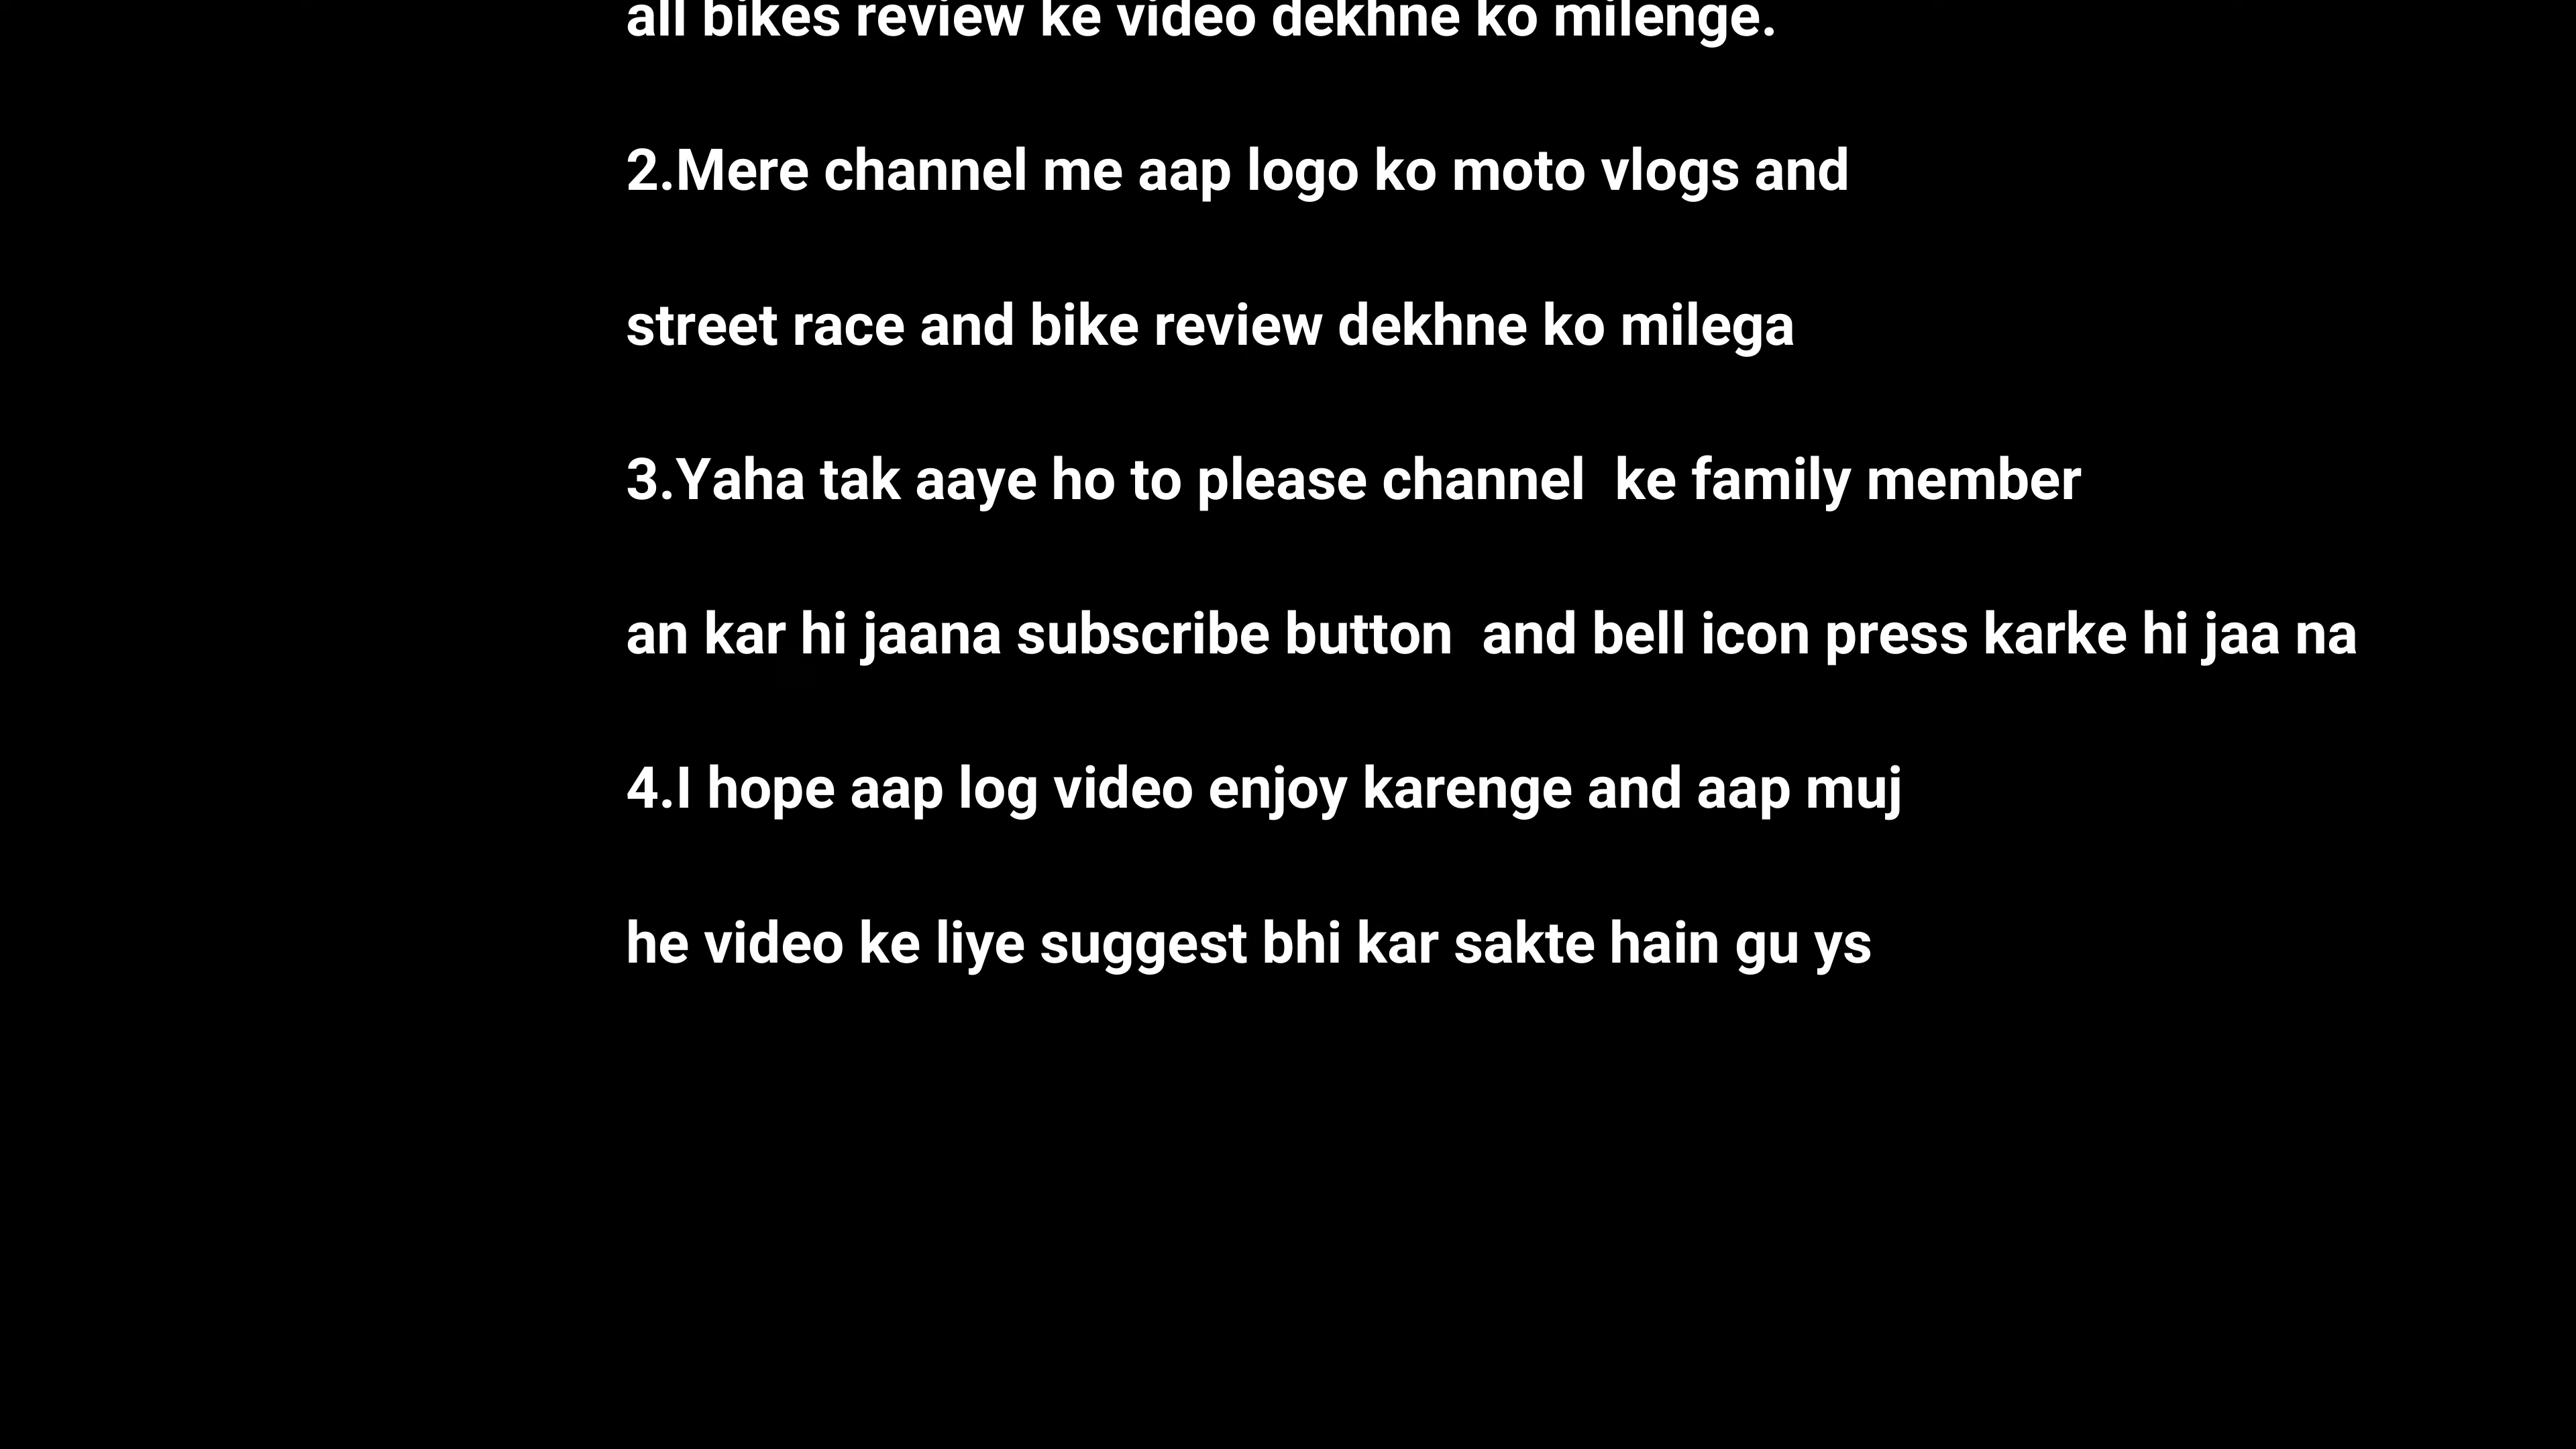 all bikes review ke video dekhne ko milenge.
2.Mere channel me aap logo ko moto vlogs and
street race and bike review dekhne ko milega
3.Yaha tak aaye ho to please channel  ke family member
an kar hi jaana subscribe button  and bell icon press karke hi jaa na
4.I hope aap log video enjoy karenge and aap muj
he video ke liye suggest bhi kar sakte hain gu ys